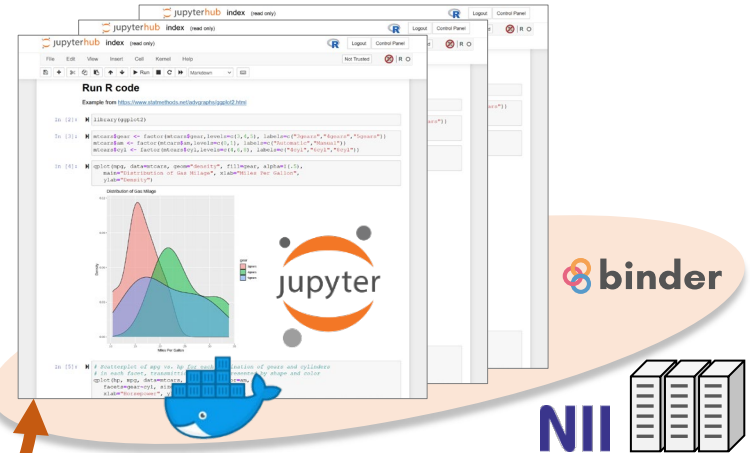 jupyterhub index (read only)
Logout Control Panel
jupyterhub index (read only)
Logout Control Panel
R
jupyterhub index (read only)
Logout Control Panel
File Edit View Insert Cell Kernel Help
Not Trusted
R
Run
C
Markdown
Run R code
Example from https://www.statmethods.net/advgraphs/ggplot2.html
In [2]: library(ggplot2)
In [3]: mtcars$gear <- factor(mtcars$gear,levels=c(3,4,5), labels=c("3gears","4gears","5gears"))
mtcars$am <- factor(mtcars$am,levels=c(0,1), labels=c("Automatic","Manual"))
mtcars$cyl <- factor(mtcars$cyl,levels=c(4,6,8), labels=c("4cyl","6cyl","8cyl"))
In [4]: qplot(mpg, data=mtcars, geom="density", fill=gear, alpha=I(.5),
main="Distribution of Gas Milage", xlab="Miles Per Gallon",
ylab="Density")
Distribution of Gas Milage
Density
gear
Miles Per Gallon
jupyter
binder
In [5]: # Scatterplot of mpg vs. hp for each
ination of gears and cylinders
# in each facet,
by shape and color
qplot(hp, mpg, data=mtcars,
facets=gear~cyl,
xlab="Horsepower",
NII